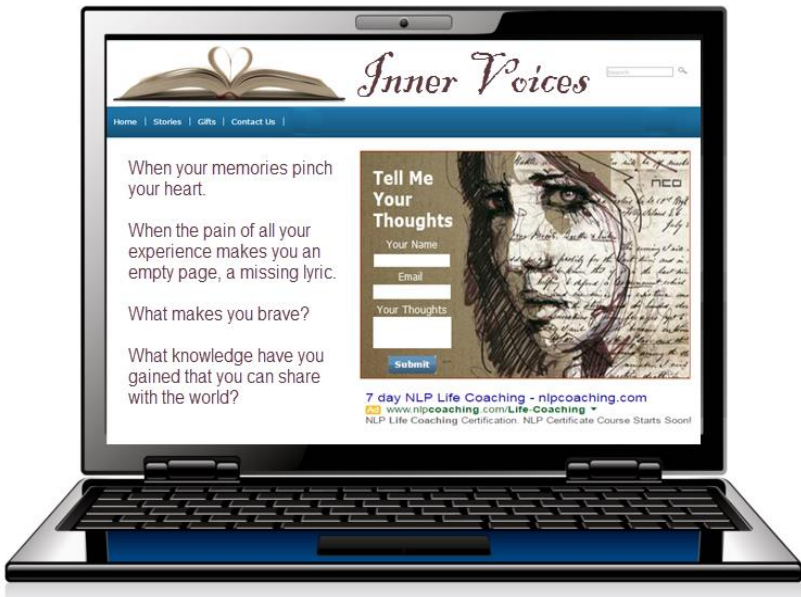 Inner Voices
Search
Home | Stories | Gifts | Contact Us |
When your memories pinch
your heart.
When the pain of all your
experience makes you an
empty page, a missing lyric.
What makes you brave?
What knowledge have you
gained that you can share
with the world?
Tell Me
Your
Thoughts
Your Name
Email
Your Thoughts
Submit
neo
7 day NLP Life Coaching - nlpcoaching.com
Ad www.nlpcoaching.com/Life-Coaching
NLP Life Coaching Certification. NLP Certificate Course Starts Soon!